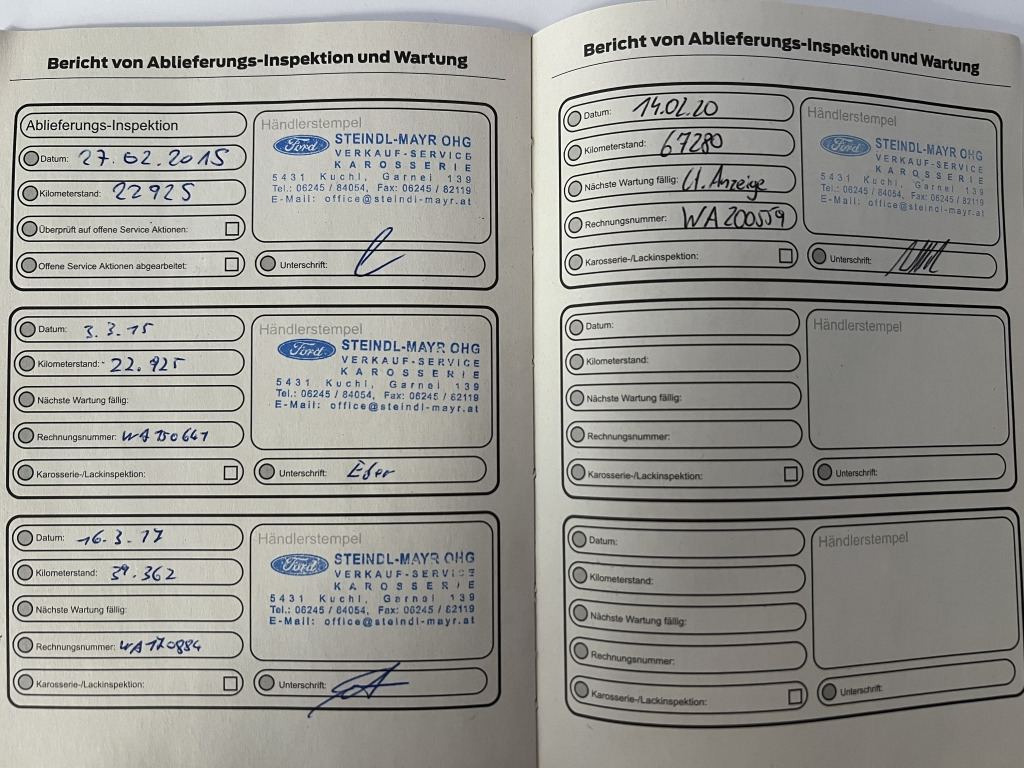 Bericht von Ablieferungs-Inspektion und Wartung
Ablieferungs-Inspektion
Datum: 27.02.2015
Kilometerstand: 22925
Überprüft auf offene Service Aktionen:
Offene Service Aktionen abgearbeitet:
Händlerstempel
Ford
STEINDL-MAYR OHG
VERKAUF-SERVICE
KAROSSERIE
5431 Kuchl, Garnei 139
Tel.: 06245 / 84054, Fax: 06245 / 82119
E-Mail: office@steindl-mayr.at
Unterschrift:
Datum: 3.3.15
Kilometerstand: 22.925
Nächste Wartung fällig:
Rechnungsnummer: WA150641
Karosserie-/Lackinspektion:
Händlerstempel
Ford
STEINDL-MAYR OHG
VERKAUF-SERVICE
KAROSSERIE
5431 Kuchl, Garnei 139
Tel.: 06245 / 84054, Fax: 06245 / 82119
E-Mail: office@steindl-mayr.at
Unterschrift:
Datum: 16.3.17
Kilometerstand: 39.362
Nächste Wartung fällig:
Rechnungsnummer: WA170884
Karosserie-/Lackinspektion:
Händlerstempel
Ford
STEINDL-MAYR OHG
VERKAUF-SERVICE
KAROSSERIE
5431 Kuchl, Garnei 139
Tel.: 06245 / 84054, Fax: 06245 / 82119
E-Mail: office@steindl-mayr.at
Unterschrift:
Bericht von Ablieferungs-Inspektion und Wartung
Datum: 14.02.20
Kilometerstand: 67280
Nächste Wartung fällig: lt. Anzeige
Rechnungsnummer: WA200559
Karosserie-/Lackinspektion:
Händlerstempel
Ford
STEINDL-MAYR OHG
VERKAUF-SERVICE
KAROSSERIE
5431 Kuchl, Garnei 139
Tel.: 06245 / 84054, Fax: 06245 / 82119
E-Mail: office@steindl-mayr.at
Unterschrift:
Datum:
Kilometerstand:
Nächste Wartung fällig:
Rechnungsnummer:
Karosserie-/Lackinspektion:
Händlerstempel
Unterschrift:
Datum:
Kilometerstand:
Nächste Wartung fällig:
Rechnungsnummer:
Karosserie-/Lackinspektion:
Händlerstempel
Unterschrift: